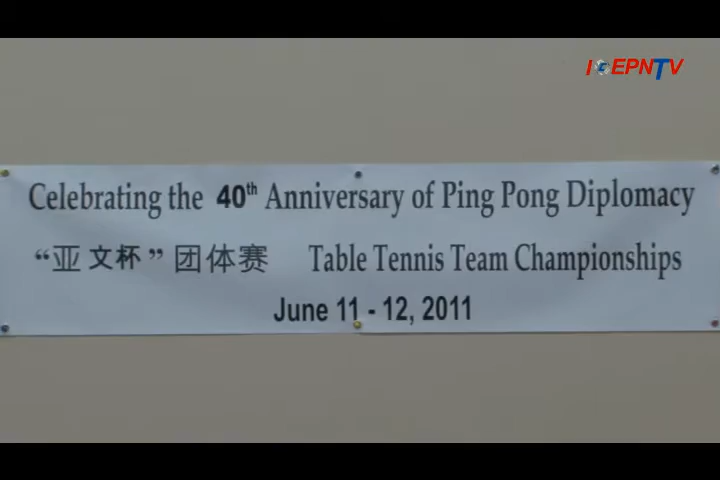 ICEPNTV
Celebrating the 40th Anniversary of Ping Pong Diplomacy
“亚文杯”团体赛 Table Tennis Team Championships
June 11 - 12, 2011